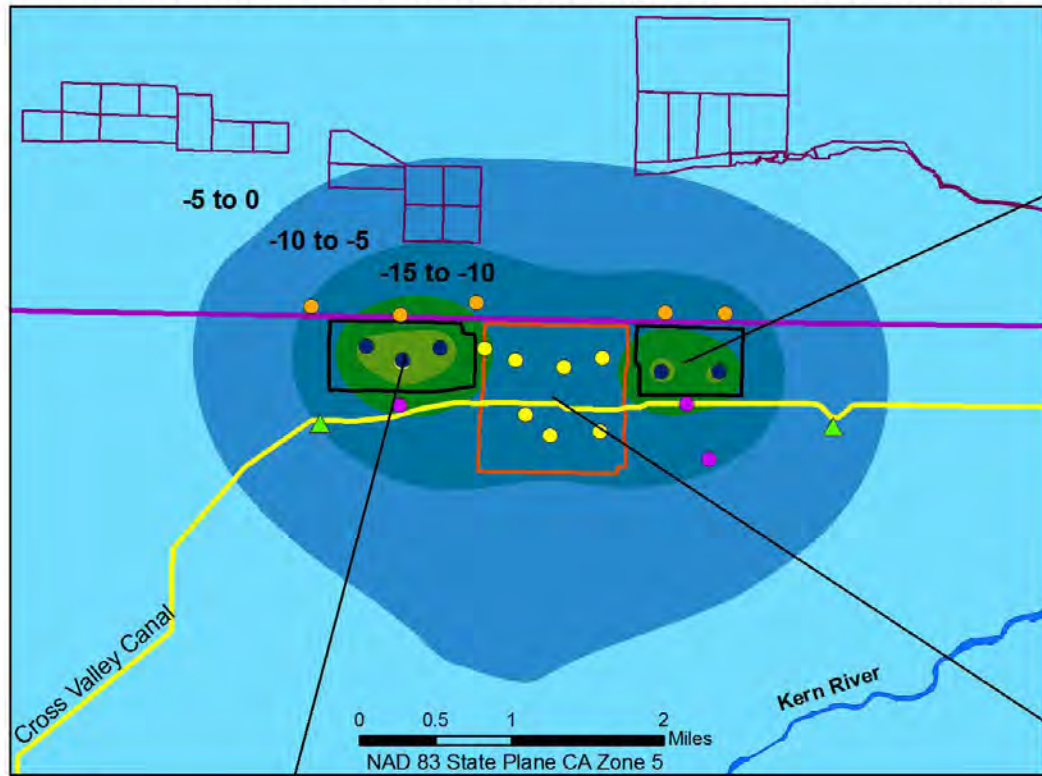 -5 to 0
-10 to -5
-15 to -10
Cross Valley Canal
Kern River
0 0.5 1 2
Miles
NAD 83 State Plane CA Zone 5